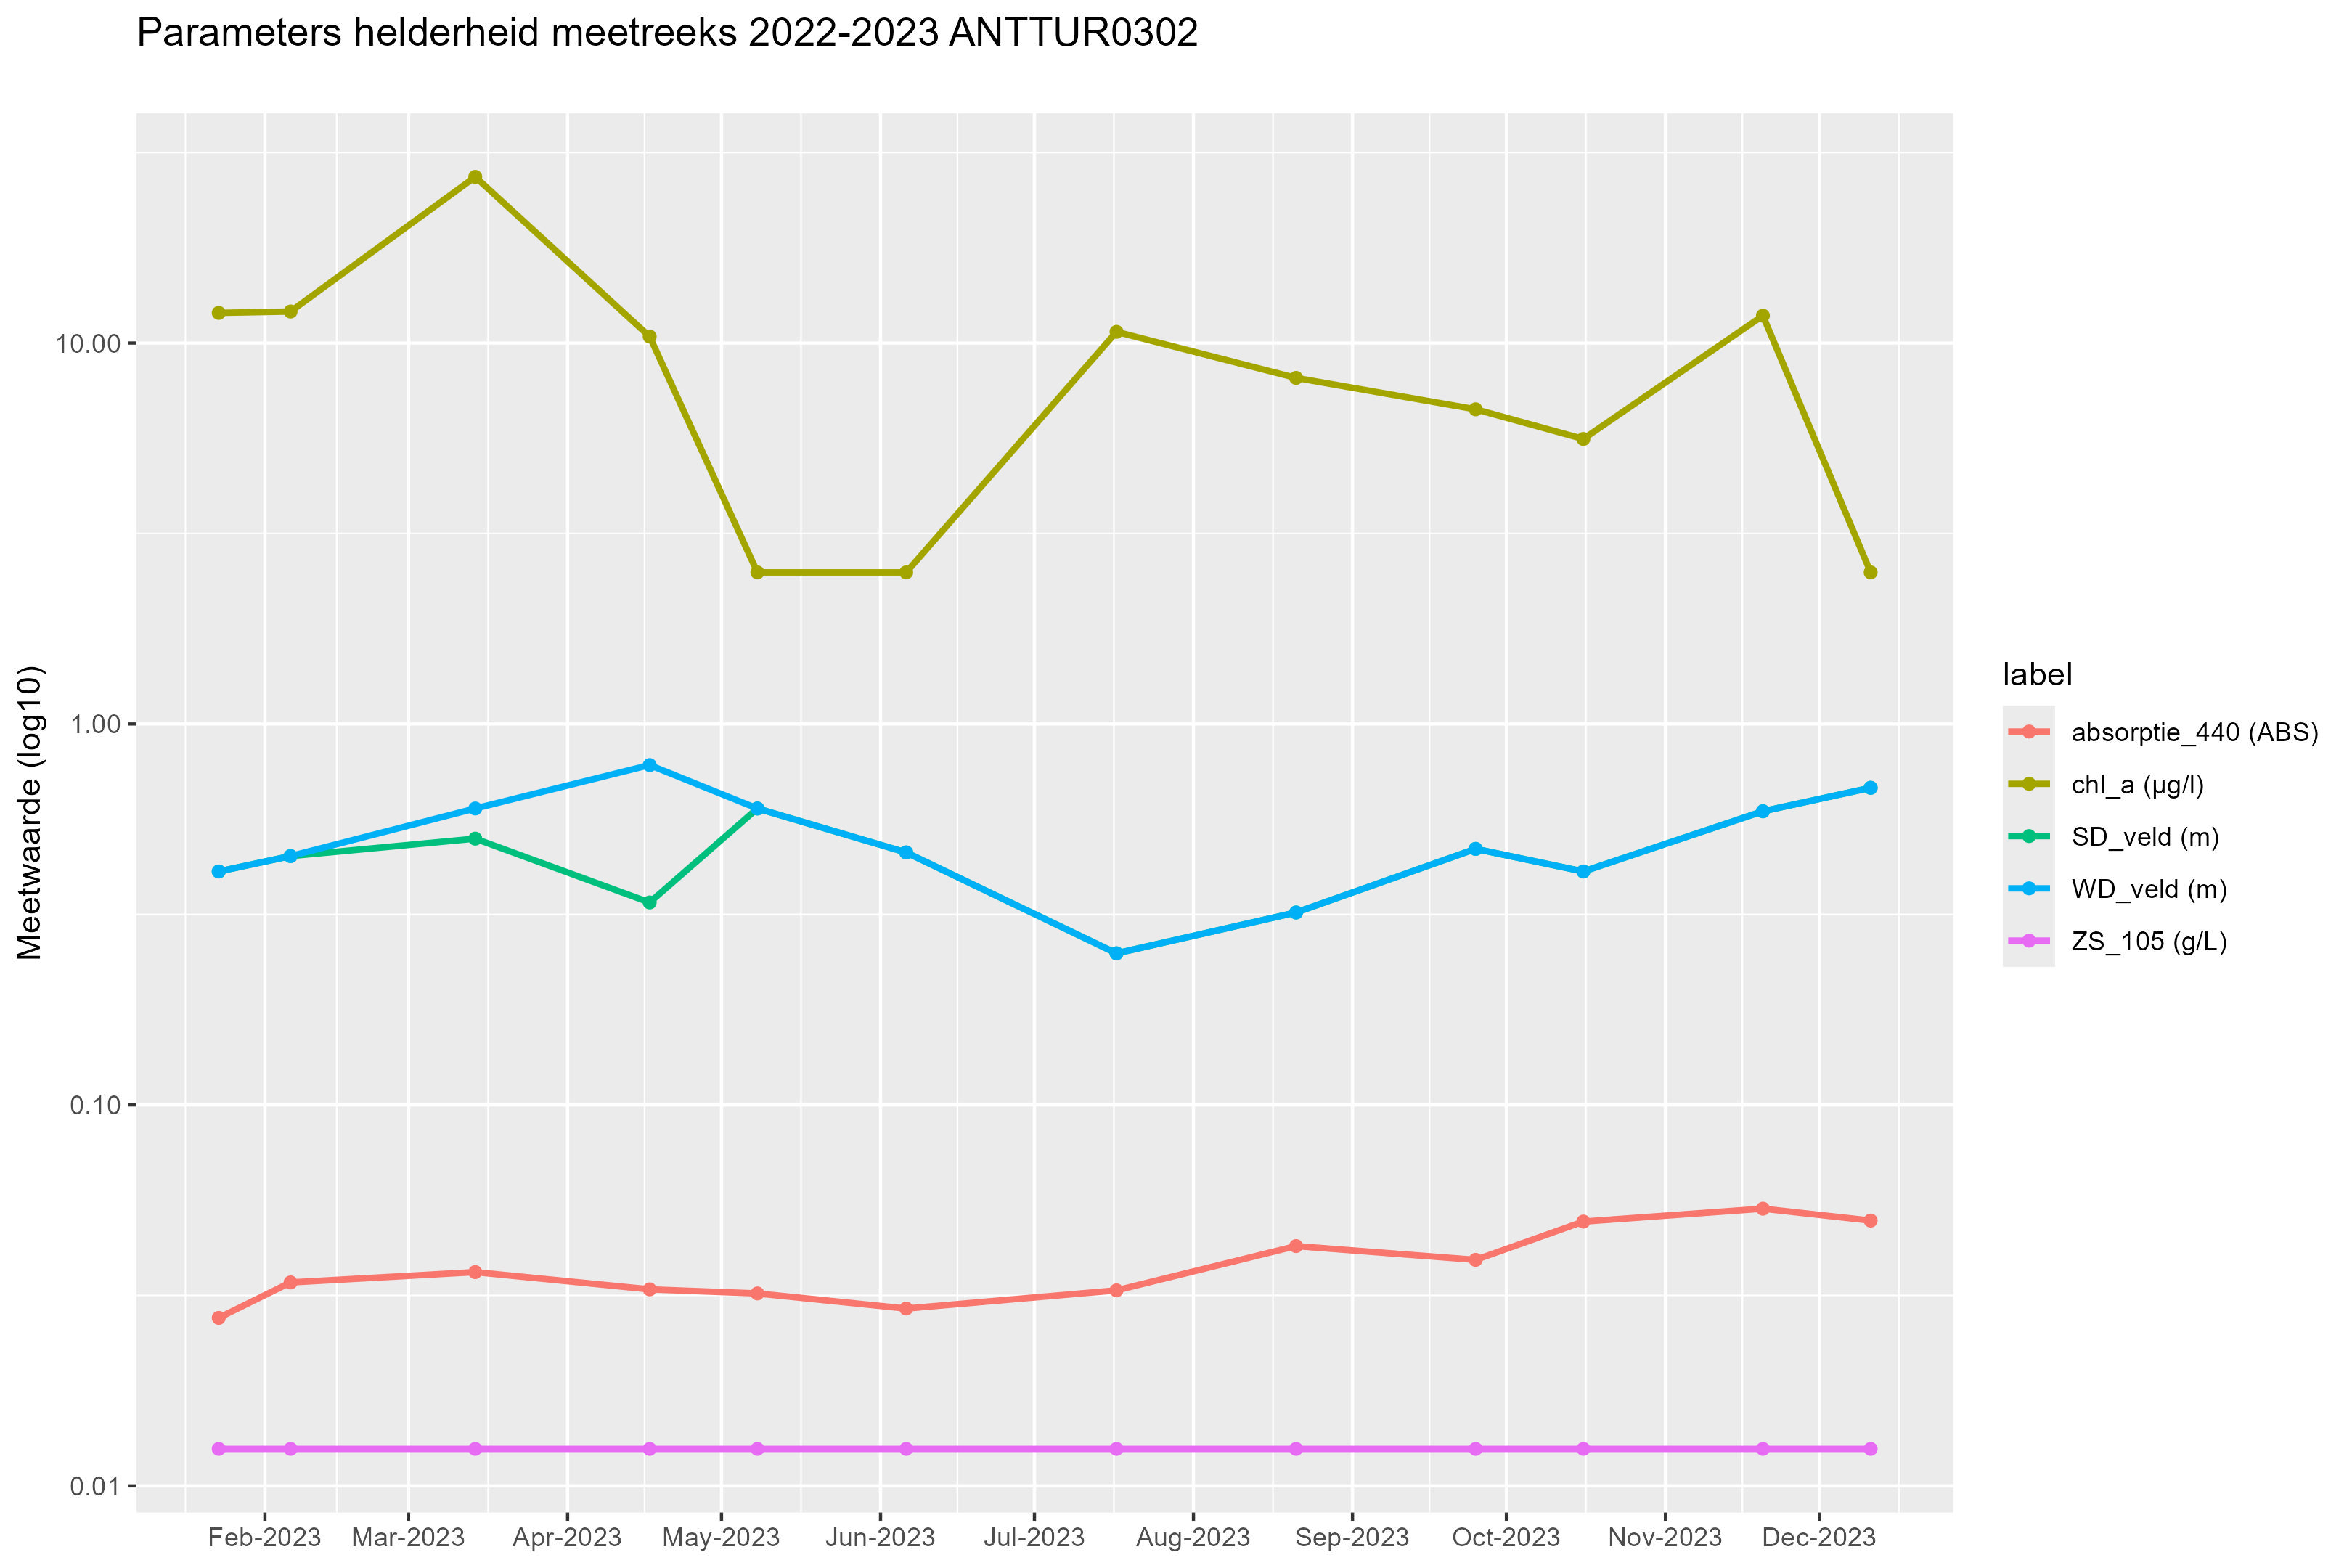 Parameters helderheid meetreeks 2022-2023 ANTTUR0302
Meetwaarde (log10)
10.00
1.00
0.10
0.01
Feb-2023
Mar-2023
Apr-2023
May-2023
Jun-2023
Jul-2023
Aug-2023
Sep-2023
Oct-2023
Nov-2023
Dec-2023
label
absorptie_440 (ABS)
chl_a (µg/l)
SD_veld (m)
WD_veld (m)
ZS_105 (g/L)